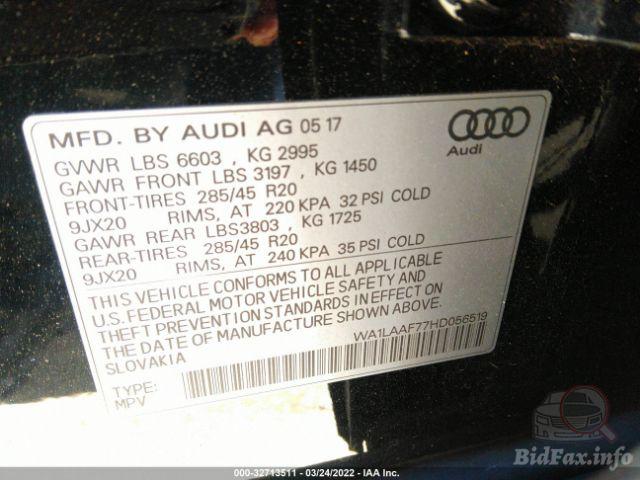 MFD. BY AUDI AG 05 17
GVWR LBS 6603 , KG 2995
GAWR FRONT LBS 3197 , KG 1450
FRONT-TIRES 285/45 R20
9JX20 RIMS, AT 220 KPA 32 PSI COLD
GAWR REAR LBS3803 , KG 1725
REAR-TIRES 285/45 R20
9JX20 RIMS, AT 240 KPA 35 PSI COLD
THIS VEHICLE CONFORMS TO ALL APPLICABLE
U.S. FEDERAL MOTOR VEHICLE SAFETY AND
THEFT PREVENTION STANDARDS IN EFFECT ON
THE DATE OF MANUFACTURE SHOWN ABOVE.
SLOVAKIA
WA1LAAF77HD056519
TYPE:
MPV
Audi
BidFax.info
000-32713511 - 03/24/2022 - IAA Inc.